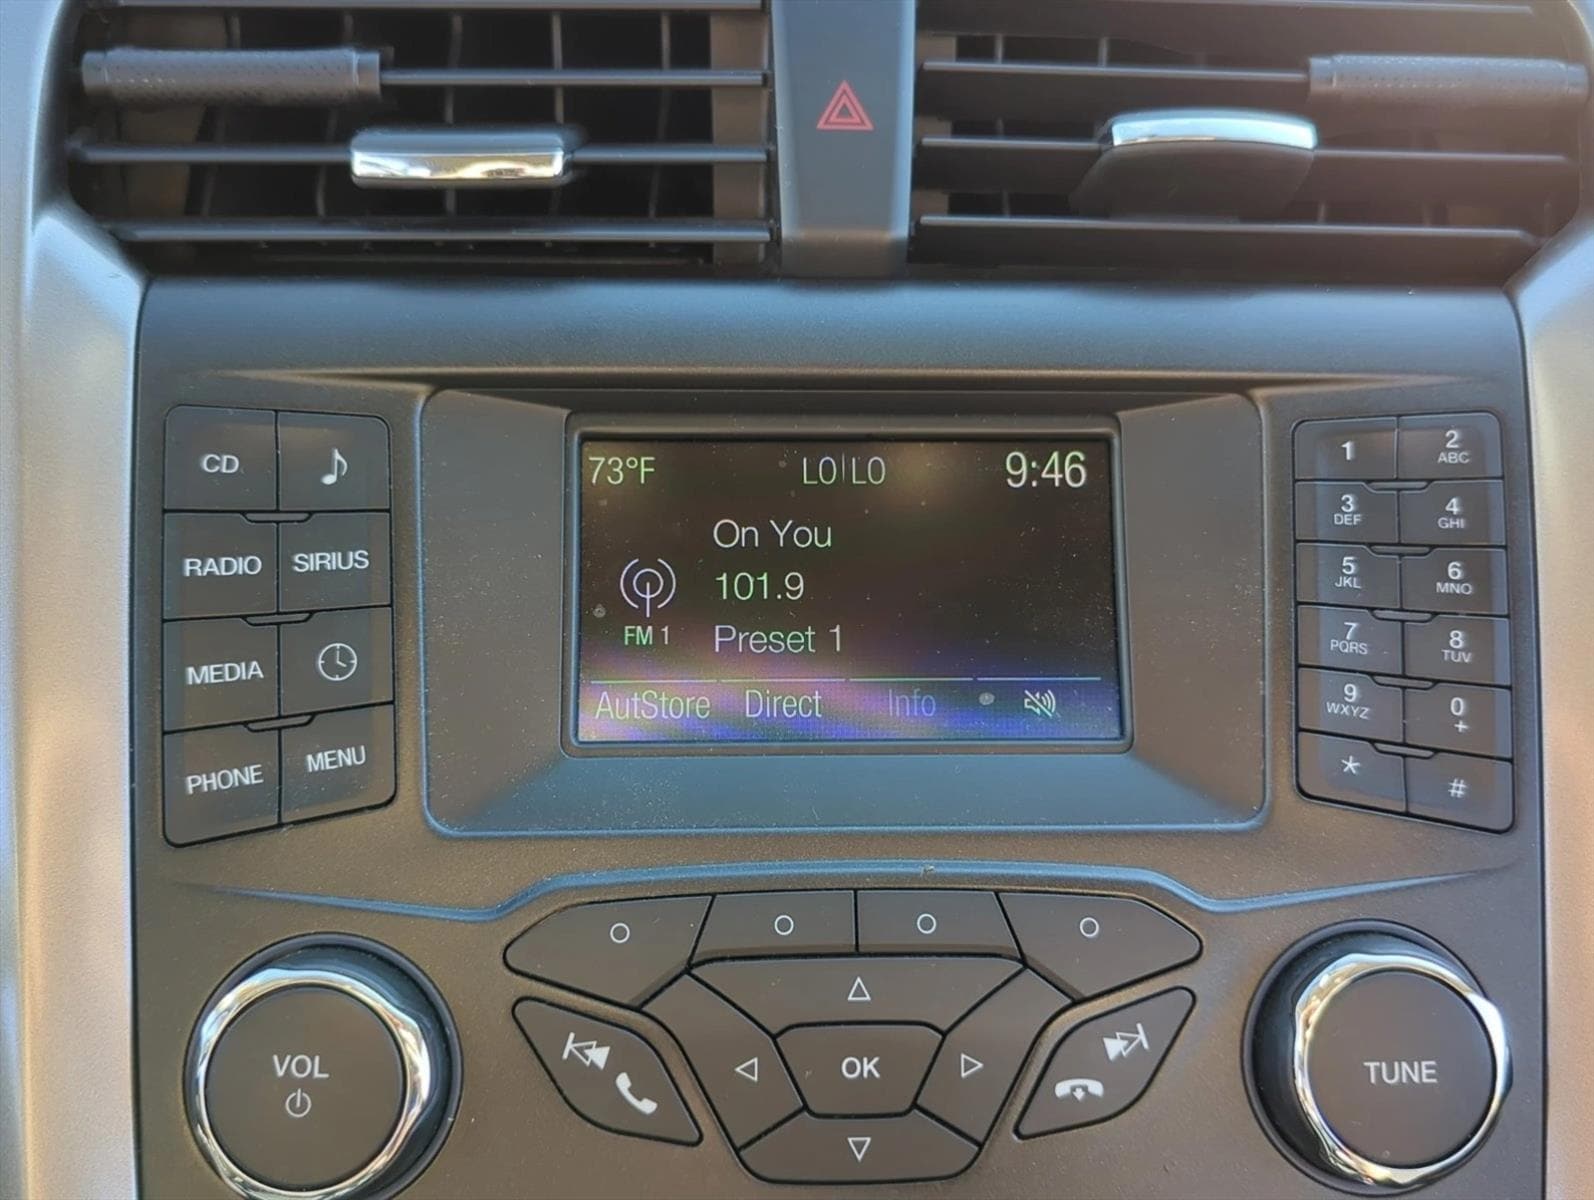 73°F LO|LO 9:46
On You
101.9
FM 1 Preset 1
AutStore Direct Info
CD
RADIO SIRIUS
MEDIA
PHONE MENU
1 2 ABC
3 DEF 4 GHI
5 JKL 6 MNO
7 PQRS 8 TUV
9 WXYZ 0 +
* #
VOL
OK
TUNE